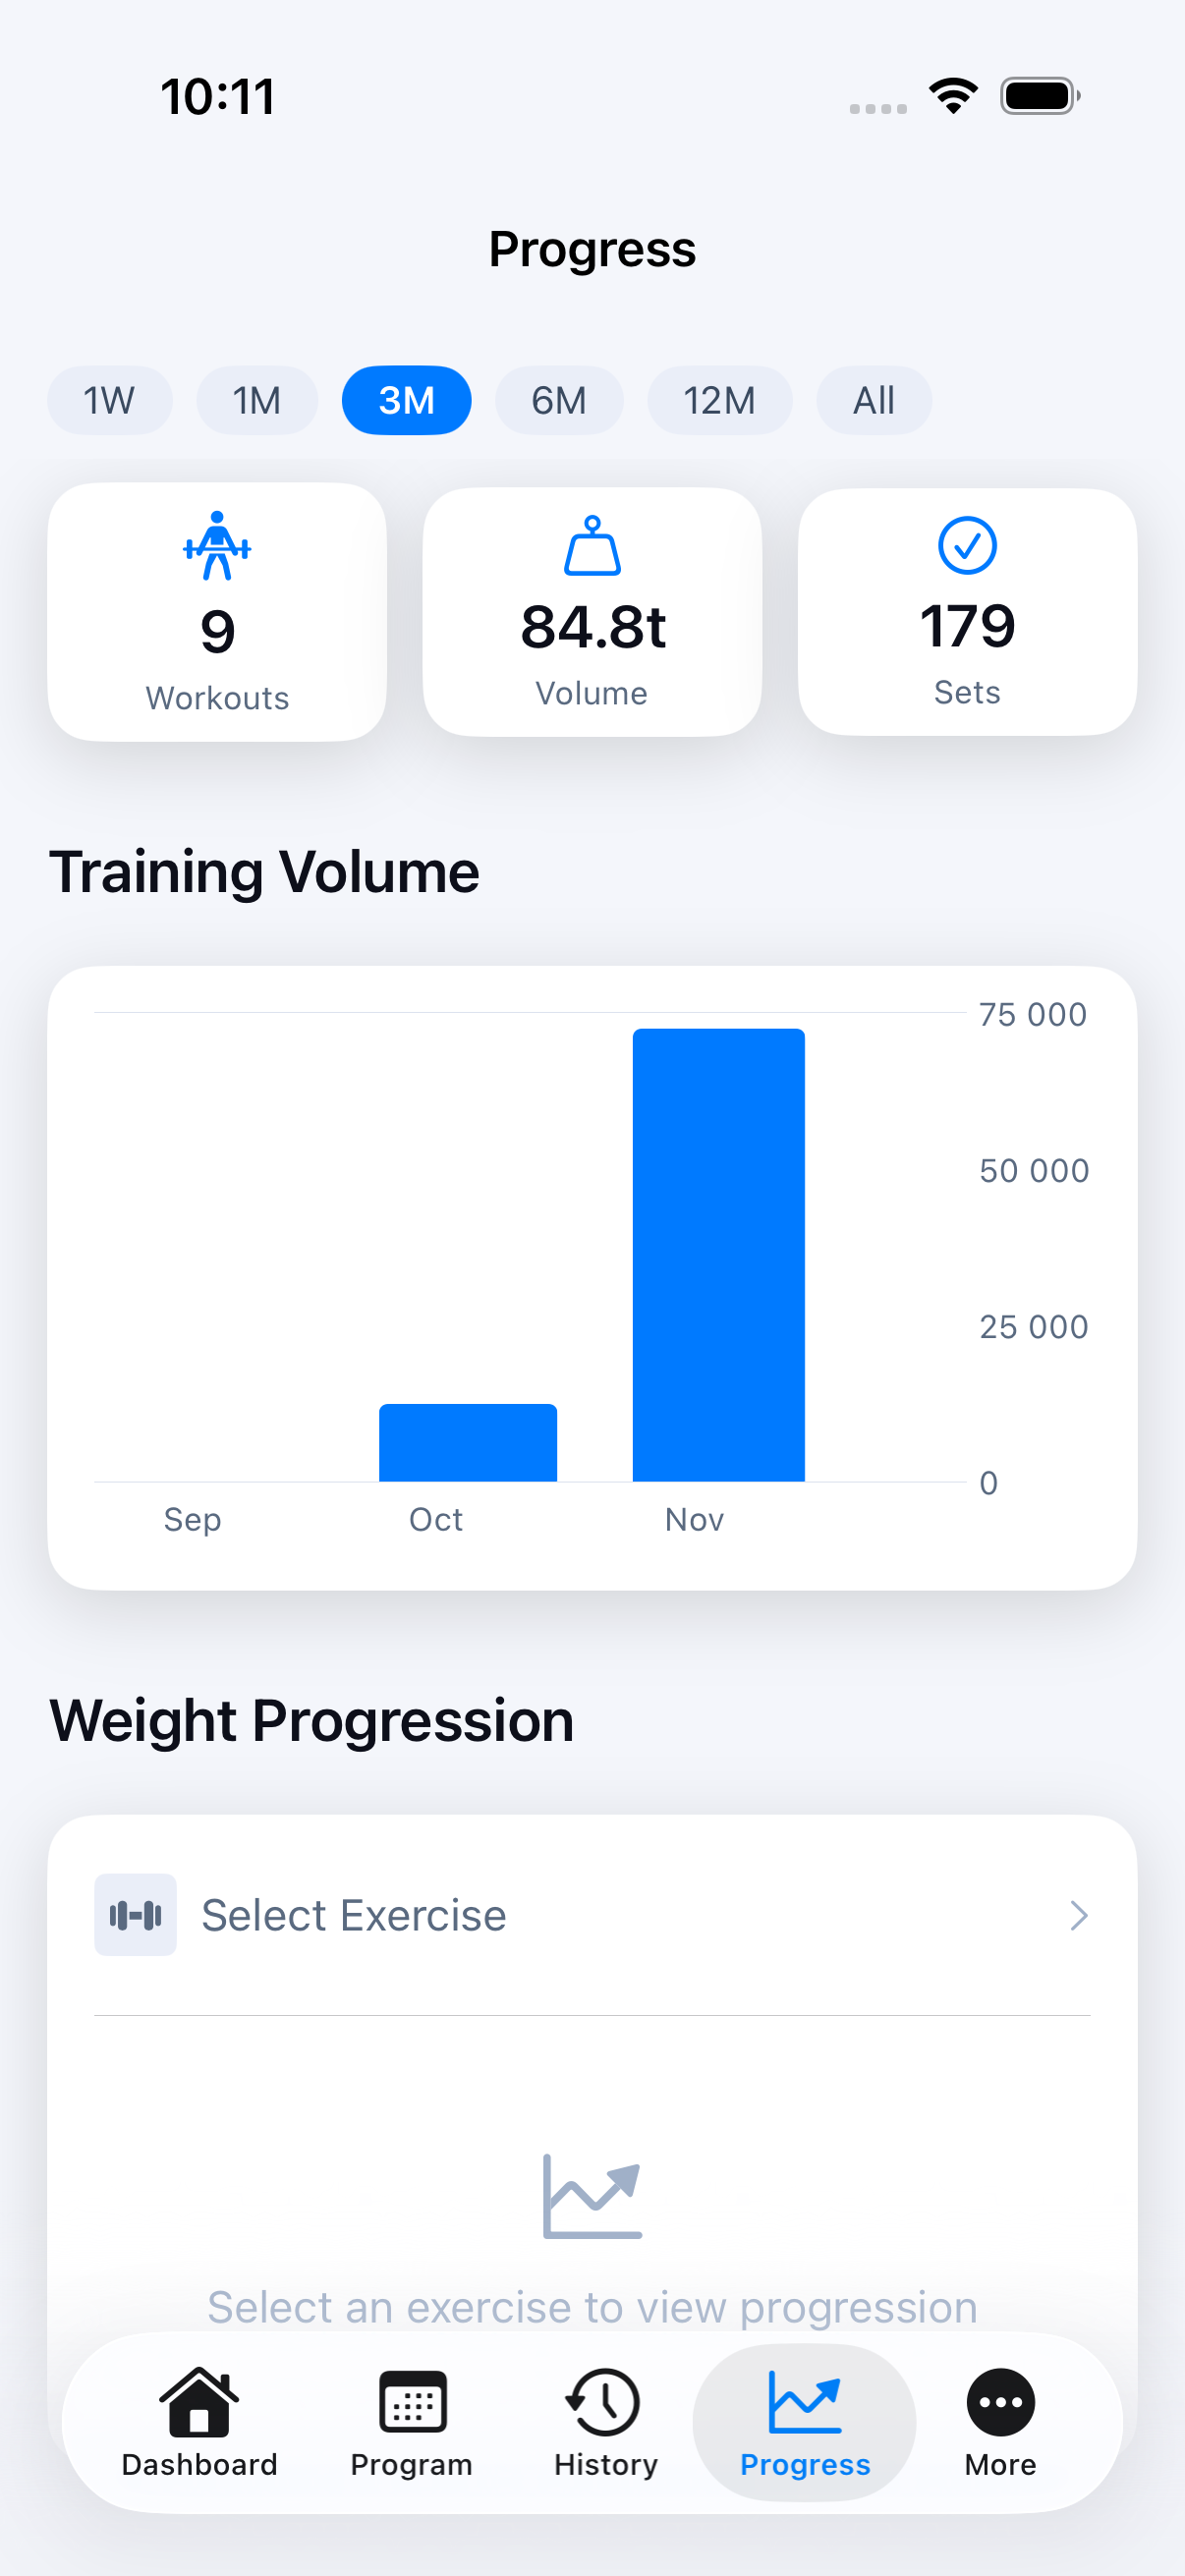 10:11
Progress
1W 1M 3M 6M 12M All
9 84.8t 179
Workouts Volume Sets
Training Volume
75 000
50 000
25 000
0
Sep Oct Nov
Weight Progression
Select Exercise
Select an exercise to view progression
Dashboard Program History Progress More